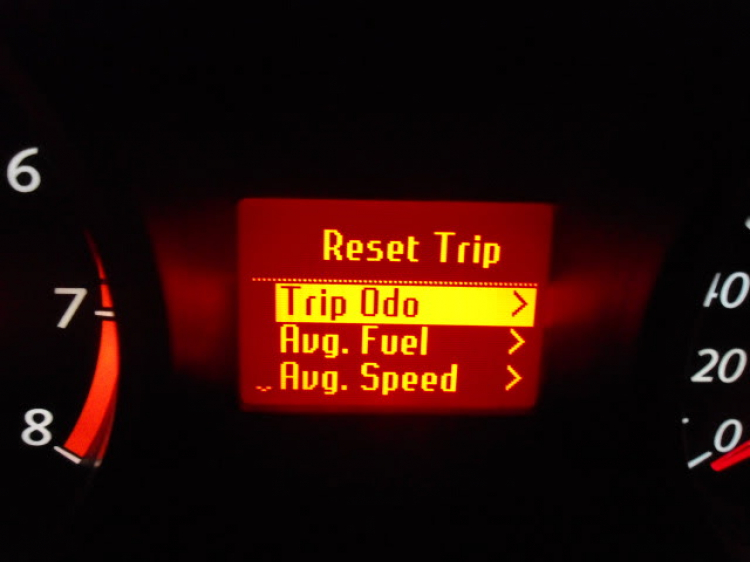 Reset Trip
Trip Odo >
Avg. Fuel >
Avg. Speed >
6
7
8
40
20
0